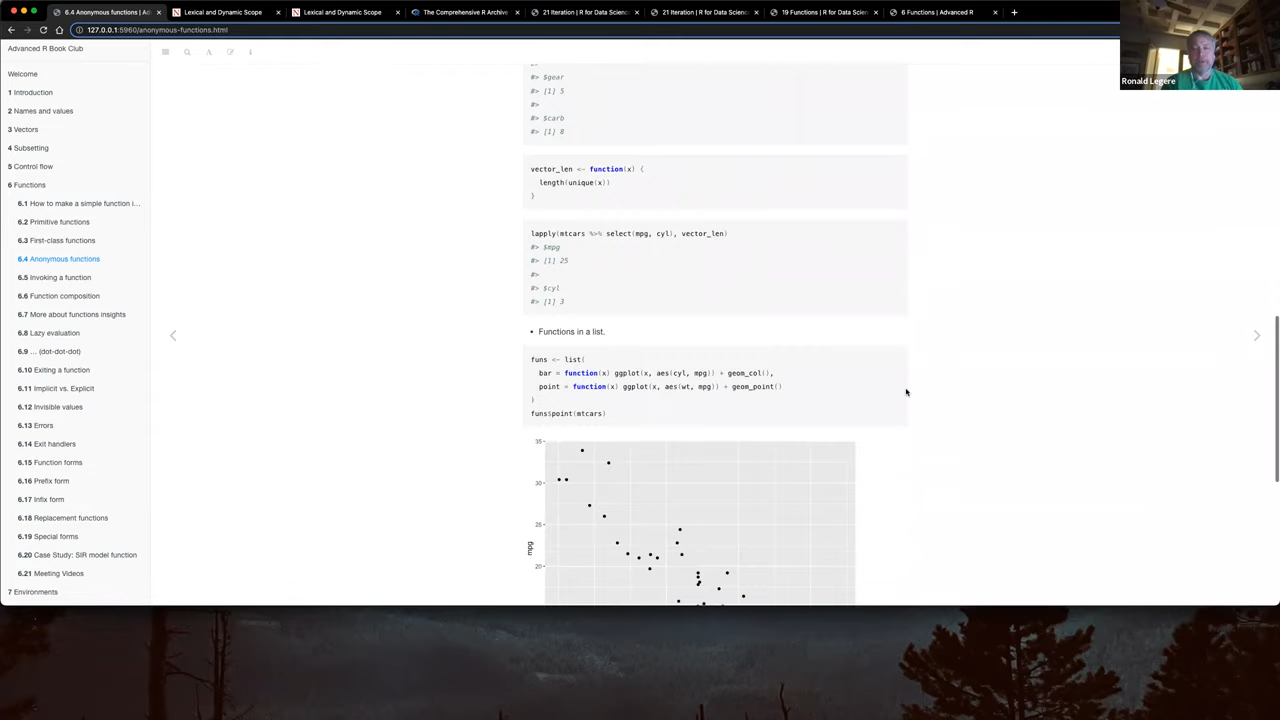 6.4 Anonymous functions | Ad
Lexical and Dynamic Scope
Lexical and Dynamic Scope
The Comprehensive R Archive
21 Iteration | R for Data Scienc
21 Iteration | R for Data Scienc
19 Functions | R for Data Scien
6 Functions | Advanced R
127.0.0.1:5960/anonymous-functions.html
Ronald Legere
Advanced R Book Club
Welcome
1 Introduction
2 Names and values
3 Vectors
4 Subsetting
5 Control flow
6 Functions
6.1 How to make a simple function i...
6.2 Primitive functions
6.3 First-class functions
6.4 Anonymous functions
6.5 Invoking a function
6.6 Function composition
6.7 More about functions insights
6.8 Lazy evaluation
6.9 ... (dot-dot-dot)
6.10 Exiting a function
6.11 Implicit vs. Explicit
6.12 Invisible values
6.13 Errors
6.14 Exit handlers
6.15 Function forms
6.16 Prefix form
6.17 Infix form
6.18 Replacement functions
6.19 Special forms
6.20 Case Study: SIR model function
6.21 Meeting Videos
7 Environments
#> $gear
#> [1] 5
#>
#> $carb
#> [1] 8
vector_len <- function(x) {
length(unique(x))
}
lapply(mtcars %>% select(mpg, cyl), vector_len)
#> $mpg
#> [1] 25
#>
#> $cyl
#> [1] 3
• Functions in a list.
funs <- list(
bar = function(x) ggplot(x, aes(cyl, mpg)) + geom_col(),
point = function(x) ggplot(x, aes(wt, mpg)) + geom_point()
)
funs$point(mtcars)
35
30
25
20
mpg